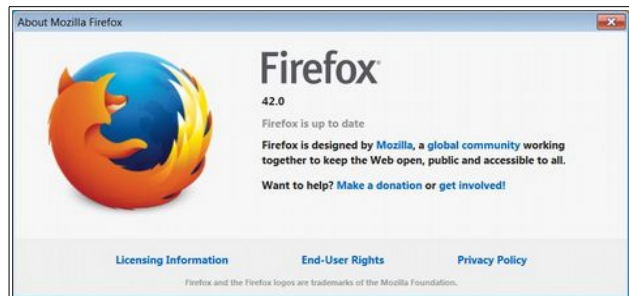 About Mozilla Firefox
Firefox
42.0
Firefox is up to date
Firefox is designed by Mozilla, a global community working
together to keep the Web open, public and accessible to all.
Want to help? Make a donation or get involved!
Licensing Information End-User Rights Privacy Policy
Firefox and the Firefox logos are trademarks of the Mozilla Foundation.